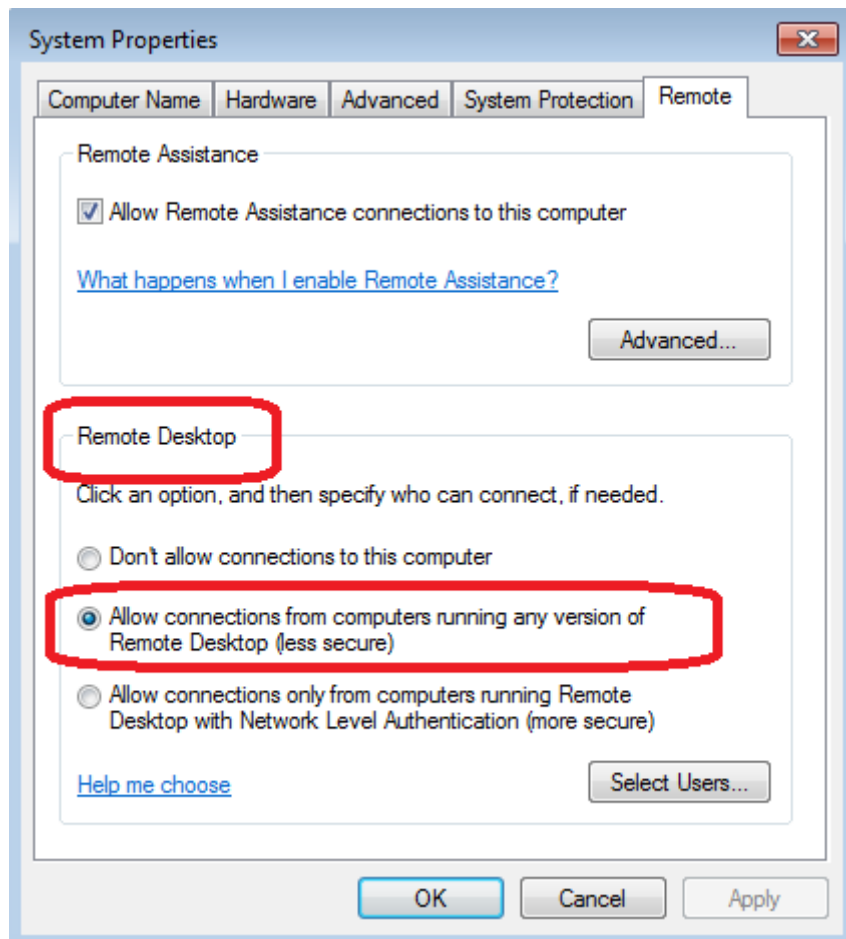 System Properties
Computer Name Hardware Advanced System Protection Remote
Remote Assistance
Allow Remote Assistance connections to this computer
What happens when I enable Remote Assistance?
Advanced...
Remote Desktop
Click an option, and then specify who can connect, if needed.
Don't allow connections to this computer
Allow connections from computers running any version of
Remote Desktop (less secure)
Allow connections only from computers running Remote
Desktop with Network Level Authentication (more secure)
Help me choose
Select Users...
OK Cancel Apply